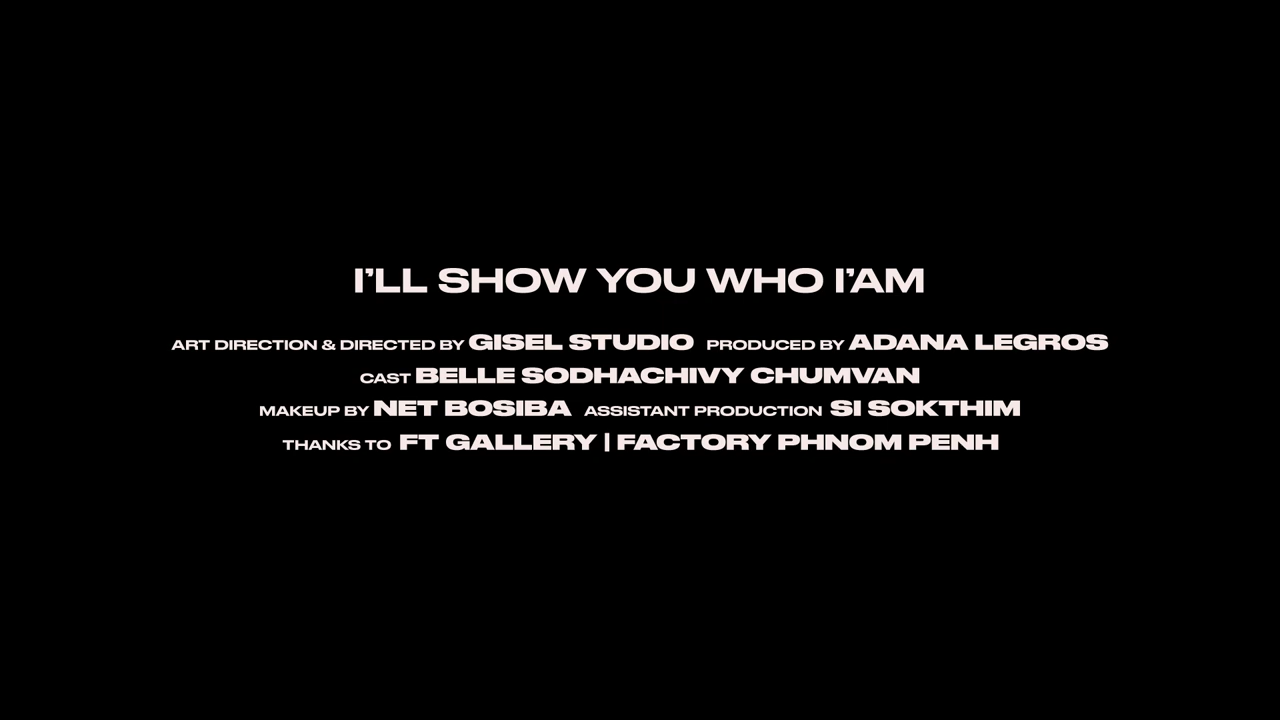 I’LL SHOW YOU WHO I’AM
ART DIRECTION & DIRECTED BY GISEL STUDIO PRODUCED BY ADANA LEGROS
CAST BELLE SODHACHIVY CHUMVAN
MAKEUP BY NET BOSIBA ASSISTANT PRODUCTION SI SOKTHIM
THANKS TO FT GALLERY | FACTORY PHNOM PENH